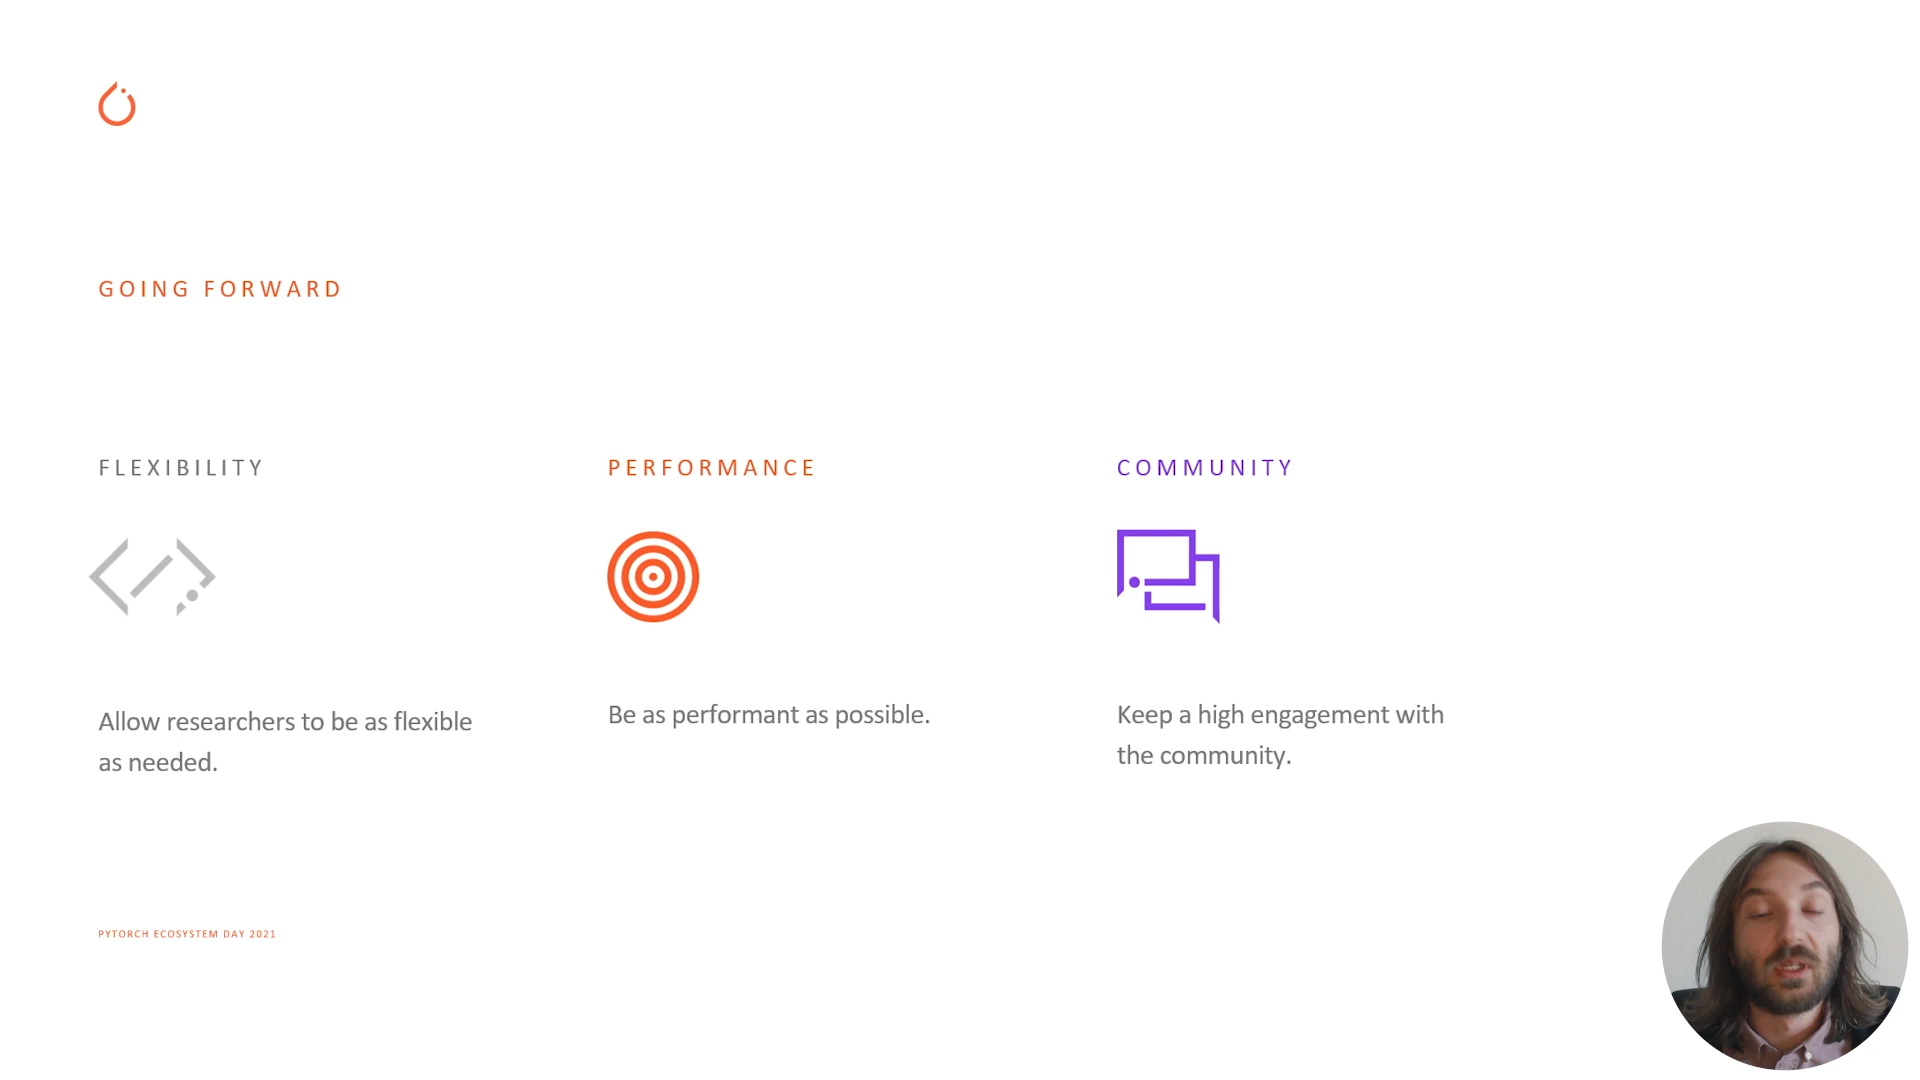 GOING FORWARD
FLEXIBILITY
Allow researchers to be as flexible
as needed.
PERFORMANCE
Be as performant as possible.
COMMUNITY
Keep a high engagement with
the community.
PYTORCH ECOSYSTEM DAY 2021